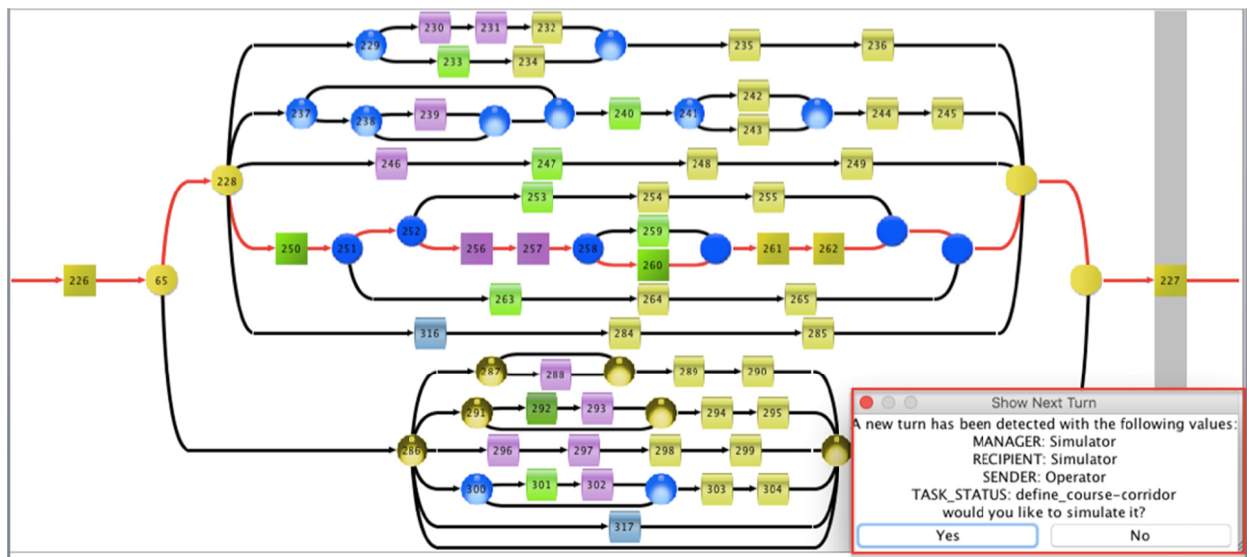 230 231 232
229
233 234
235 236
237 238 239
240 241
242
243
244 245
246 247 248 249
228
253 254 255
252
250 251
256 257 258
259
260
261 262
226 65
227
263 264 265
316 284 285
287 288 289 290
291 292 293 294 295
286 296 297 298 299
300 301 302 303 304
317
Show Next Turn
A new turn has been detected with the following values:
MANAGER: Simulator
RECIPIENT: Simulator
SENDER: Operator
TASK_STATUS: define_course-corridor
would you like to simulate it?
Yes No